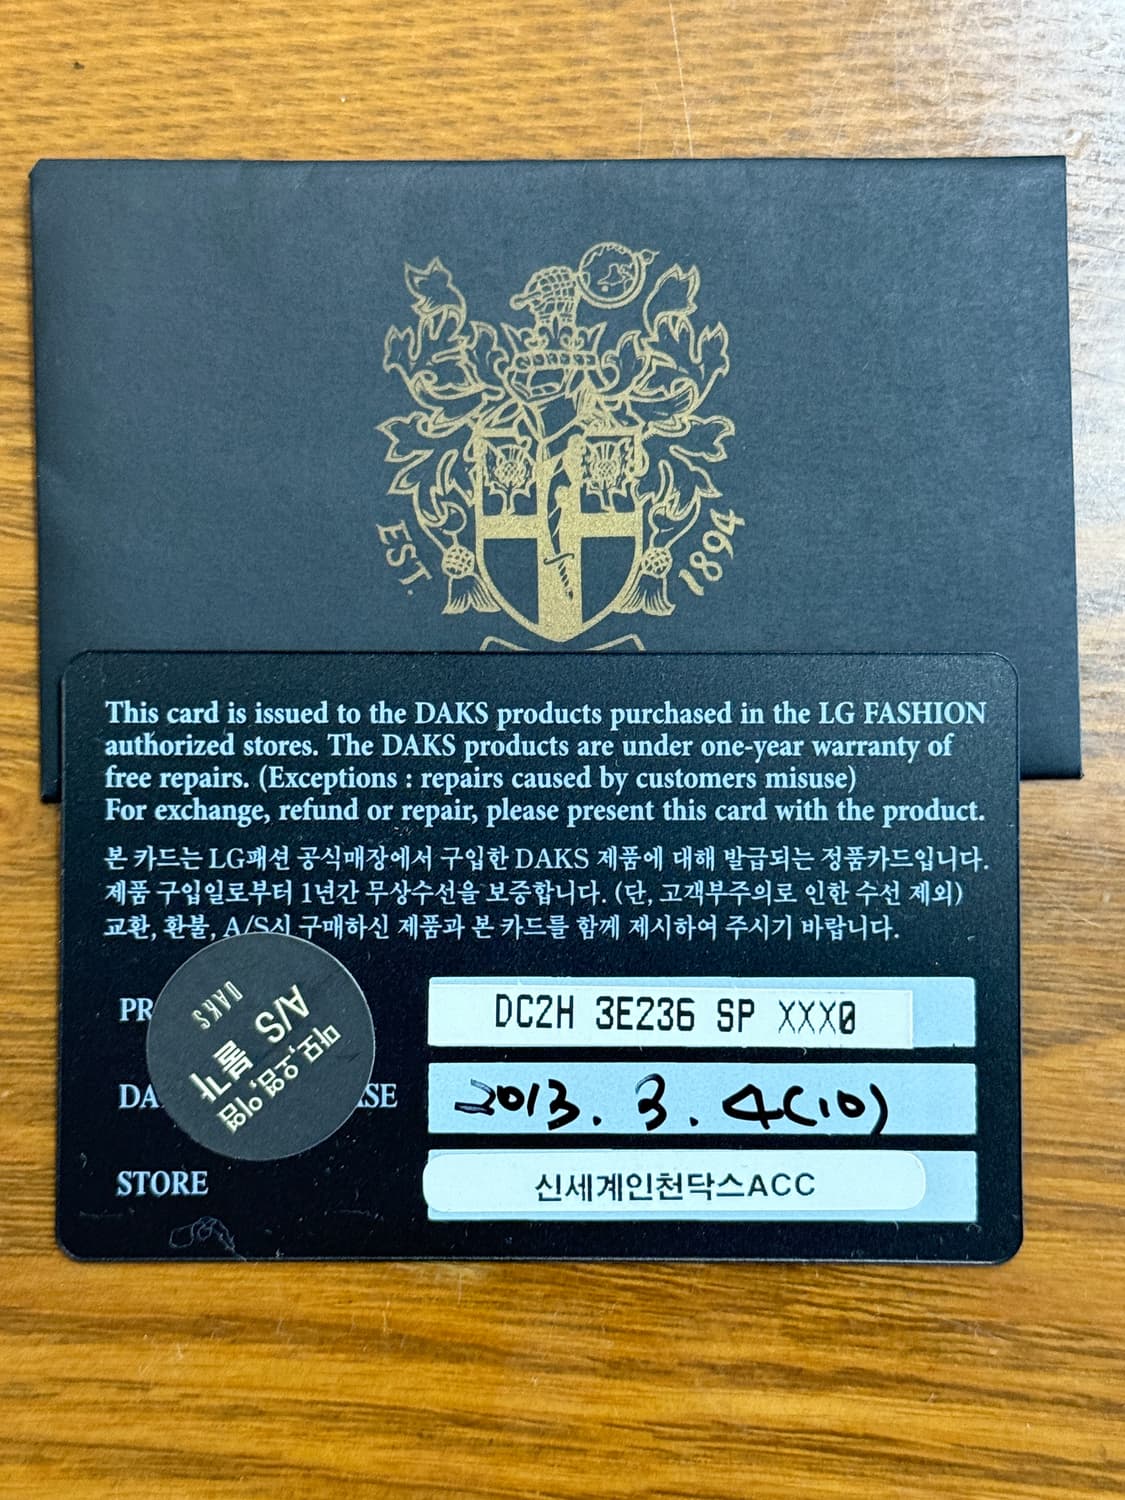 EST. 1894
This card is issued to the DAKS products purchased in the LG FASHION
authorized stores. The DAKS products are under one-year warranty of
free repairs. (Exceptions : repairs caused by customers misuse)
For exchange, refund or repair, please present this card with the product.
본 카드는 LG패션 공식매장에서 구입한 DAKS 제품에 대해 발급되는 정품카드입니다.
제품 구입일로부터 1년간 무상수선을 보증합니다. (단, 고객부주의로 인한 수선 제외)
교환, 환불, A/S시 구매하신 제품과 본 카드를 함께 제시하여 주시기 바랍니다.
PR
DC2H 3E236 SP XXX0
DA
ASE
2013. 3. 4(10)
STORE
신세계인천닥스ACC
마모,오염,이염
A/S 불가
DAKS